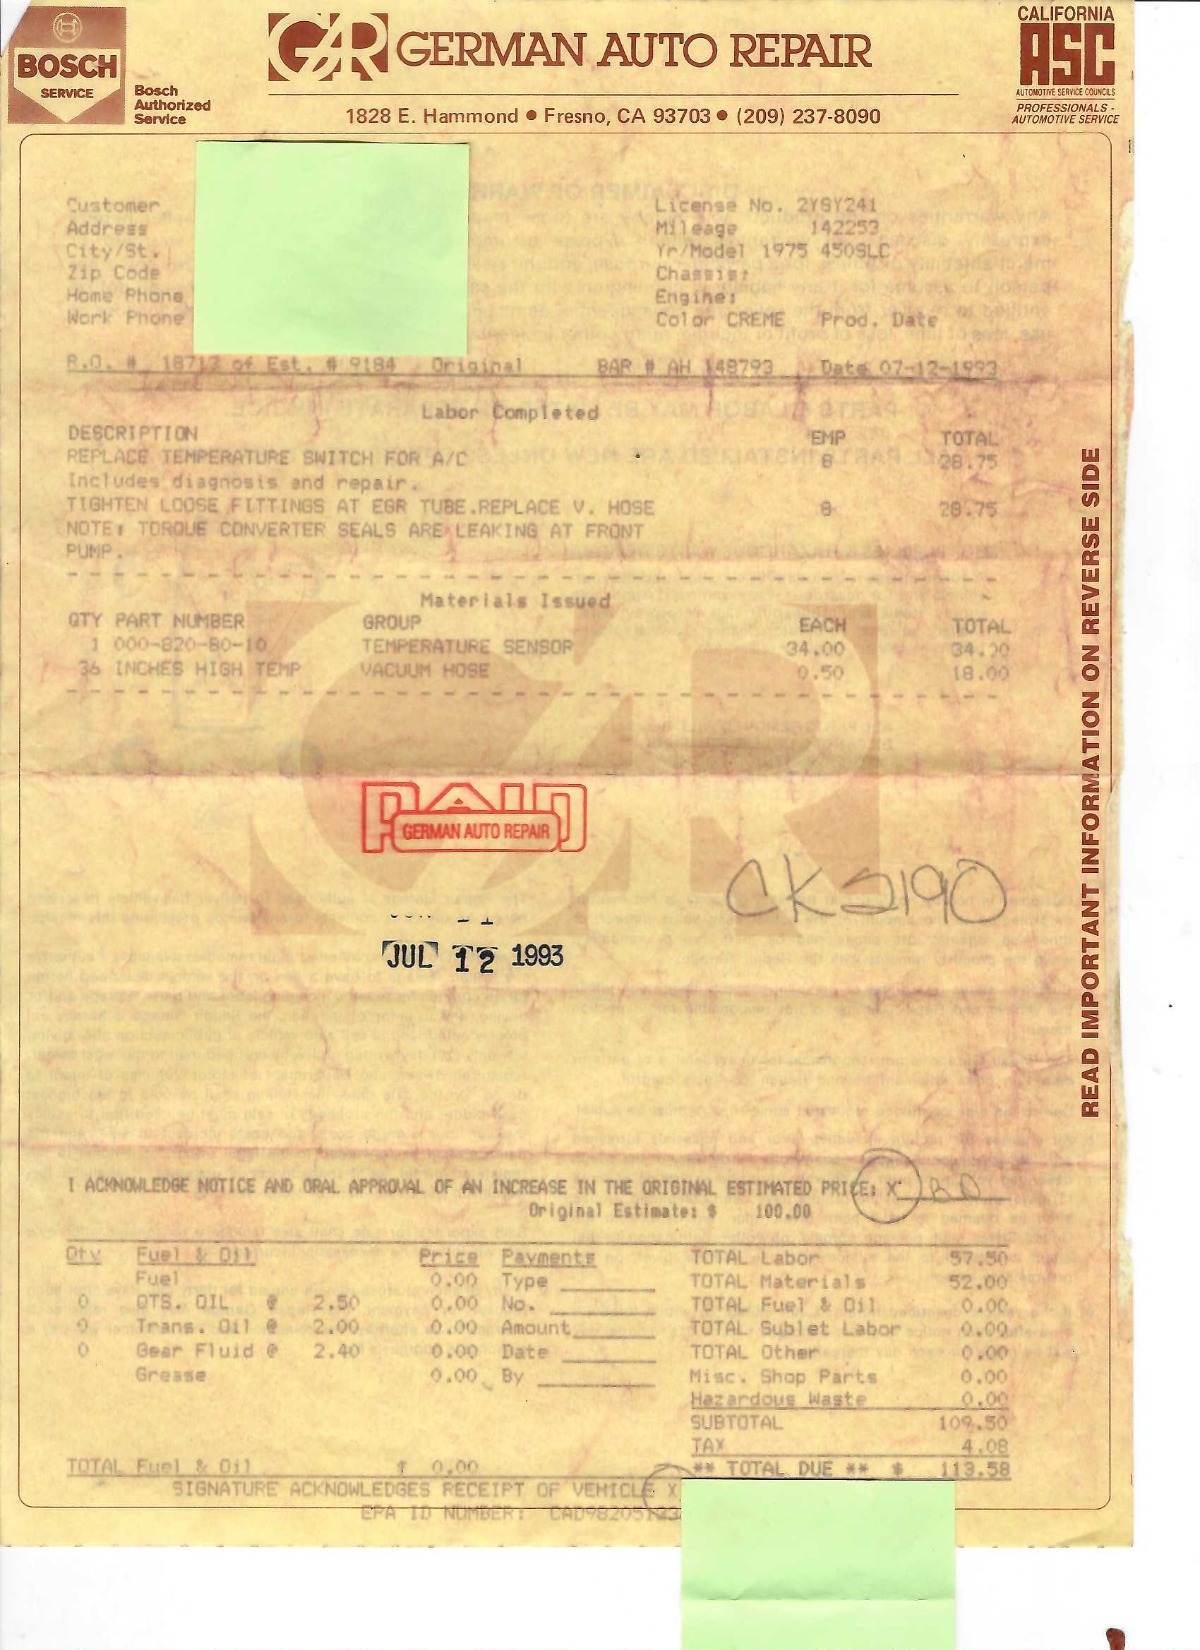 BOSCH
SERVICE
Bosch
Authorized
Service
GR GERMAN AUTO REPAIR
1828 E. Hammond • Fresno, CA 93703 • (209) 237-8090
CALIFORNIA
ASC
AUTOMOTIVE SERVICE COUNCILS
PROFESSIONALS -
AUTOMOTIVE SERVICE
Customer License No. 2YSY241
Address Mileage 142253
City/St. Yr/Model 1975 450SLC
Zip Code Chassis:
Home Phone Engine:
Work Phone Color CREME Prod. Date
R.O. # 18717 of Est. # 9184 Original BAR # AH 148793 Date 07-12-1993
Labor Completed
DESCRIPTION EMP TOTAL
REPLACE TEMPERATURE SWITCH FOR A/C 8 28.75
Includes diagnosis and repair.
TIGHTEN LOOSE FITTINGS AT EGR TUBE.REPLACE V. HOSE 8 28.75
NOTE: TORQUE CONVERTER SEALS ARE LEAKING AT FRONT
PUMP.
Materials Issued
QTY PART NUMBER GROUP EACH TOTAL
1 000-820-80-10 TEMPERATURE SENSOR 34.00 34.00
36 INCHES HIGH TEMP VACUUM HOSE 0.50 18.00
PAID
GERMAN AUTO REPAIR
CK 2190
JUL 12 1993
READ IMPORTANT INFORMATION ON REVERSE SIDE
I ACKNOWLEDGE NOTICE AND ORAL APPROVAL OF AN INCREASE IN THE ORIGINAL ESTIMATED PRICE: X
Original Estimate: $ 100.00
Qty Fuel & Oil Price Payments TOTAL Labor 57.50
Fuel 0.00 Type TOTAL Materials 52.00
0 QTS. OIL @ 2.50 0.00 No. TOTAL Fuel & Oil 0.00
0 Trans. Oil @ 2.00 0.00 Amount TOTAL Sublet Labor 0.00
0 Gear Fluid @ 2.40 0.00 Date TOTAL Other 0.00
Grease 0.00 By Misc. Shop Parts 0.00
Hazardous Waste 0.00
SUBTOTAL 109.50
TAX 4.08
TOTAL Fuel & Oil $ 0.00 ** TOTAL DUE ** $ 113.58
SIGNATURE ACKNOWLEDGES RECEIPT OF VEHICLE X
EPA ID NUMBER: